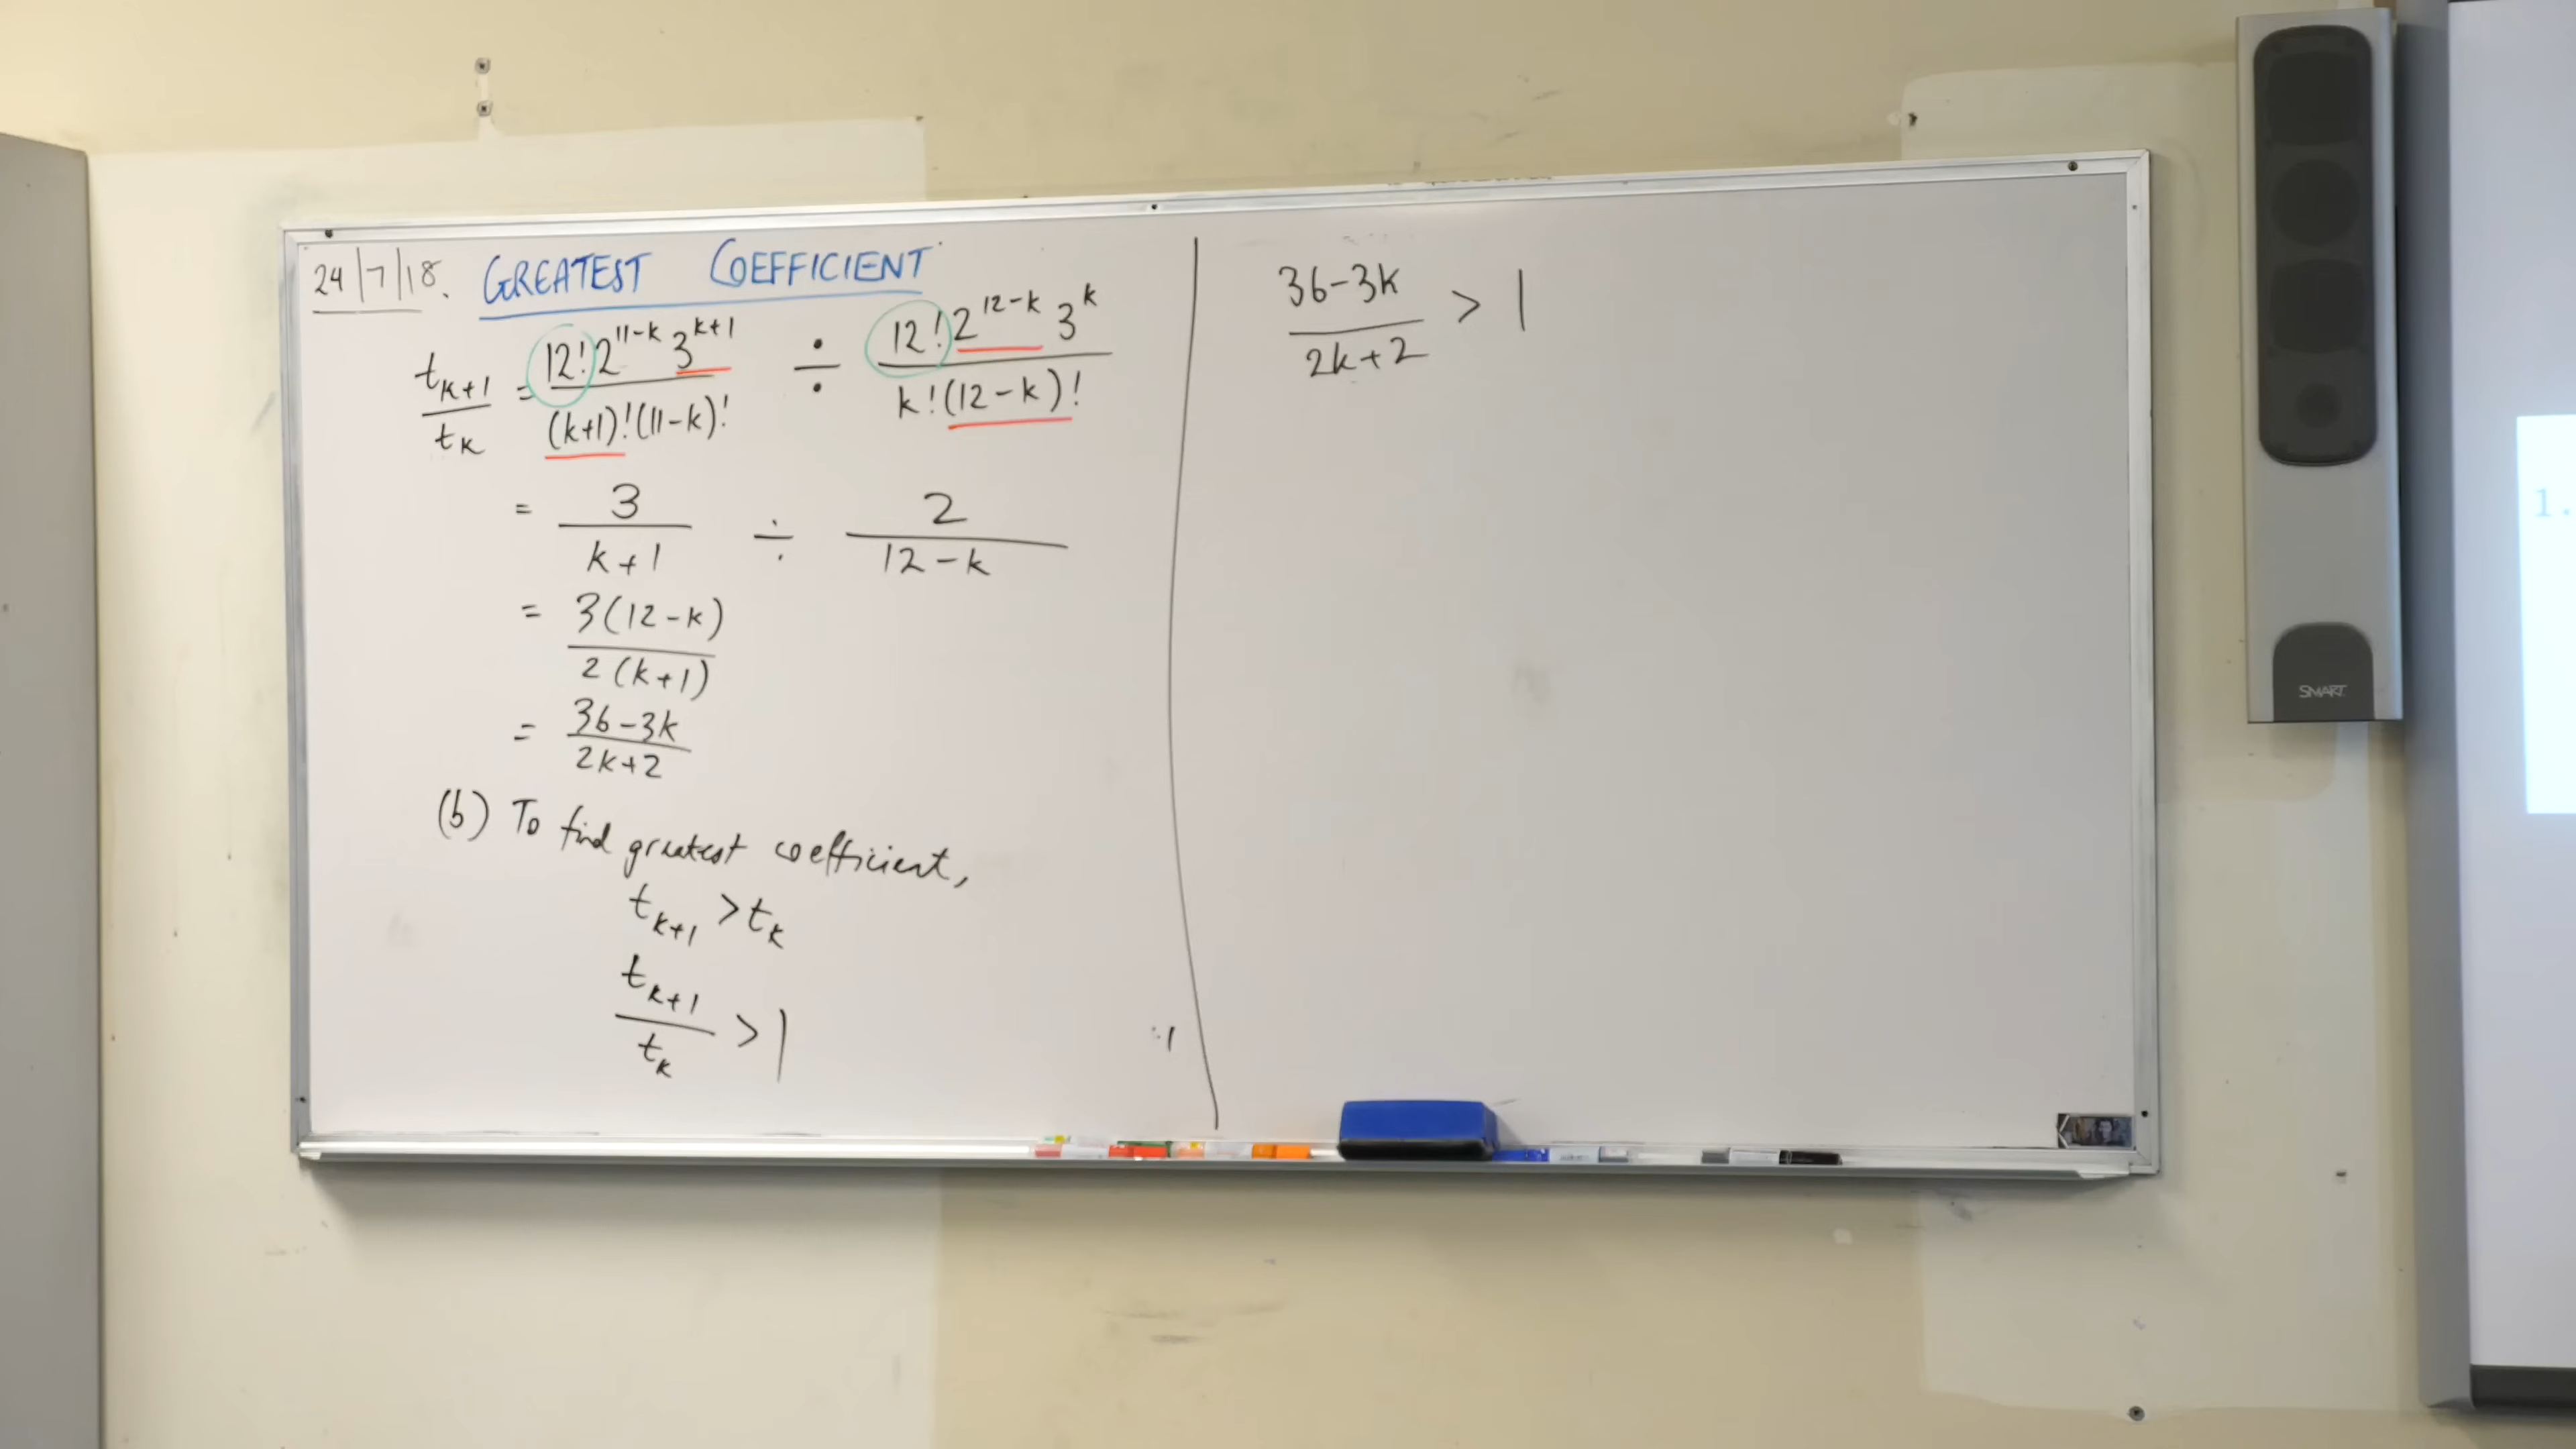 24/7/18. GREATEST COEFFICIENT
t_{k+1}/t_k = 12! 2^{11-k} 3^{k+1} / (k+1)!(11-k)! ÷ 12! 2^{12-k} 3^k / k!(12-k)!
= 3/(k+1) ÷ 2/(12-k)
= 3(12-k) / 2(k+1)
= (36-3k)/(2k+2)
(b) To find greatest coefficient,
t_{k+1} > t_k
t_{k+1}/t_k > 1
(36-3k)/(2k+2) > 1
SMART
1.